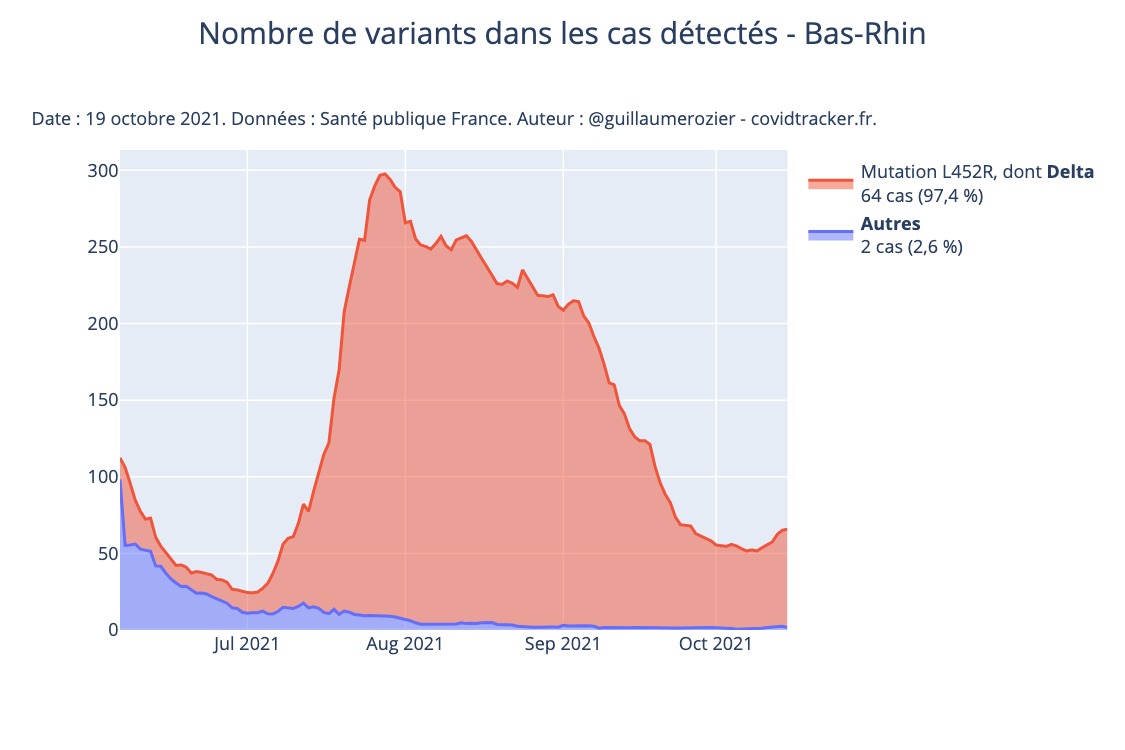 Nombre de variants dans les cas détectés - Bas-Rhin
Date : 19 octobre 2021. Données : Santé publique France. Auteur : @guillaumerozier - covidtracker.fr.
Mutation L452R, dont Delta
64 cas (97,4 %)
Autres
2 cas (2,6 %)
300
250
200
150
100
50
0
Jul 2021 Aug 2021 Sep 2021 Oct 2021